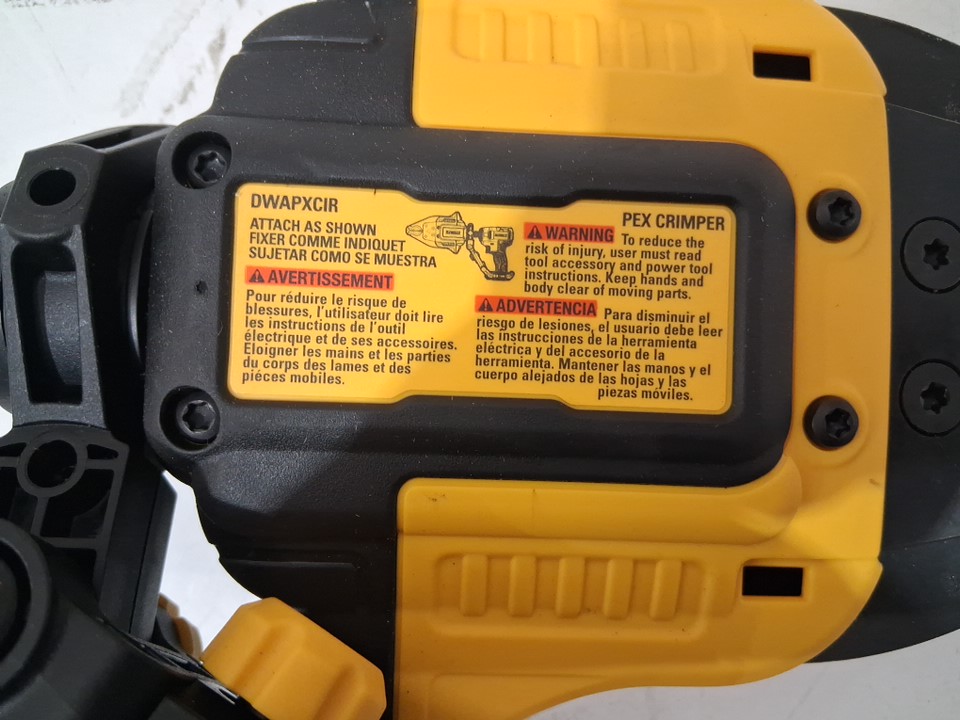 DWAPXCIR
ATTACH AS SHOWN
FIXER COMME INDIQUET
SUJETAR COMO SE MUESTRA
AVERTISSEMENT
Pour réduire le risque de
blessures, l'utilisateur doit lire
les instructions de l'outil
électrique et de ses accessoires.
Eloigner les mains et les parties
du corps des lames et des
piéces mobiles.
PEX CRIMPER
WARNING To reduce the
risk of injury, user must read
tool accessory and power tool
instructions. Keep hands and
body clear of moving parts.
ADVERTENCIA Para disminuir el
riesgo de lesiones, el usuario debe leer
las instrucciones de la herramienta
eléctrica y del accesorio de la
herramienta. Mantener las manos y el
cuerpo alejados de las hojas y las
piezas móviles.